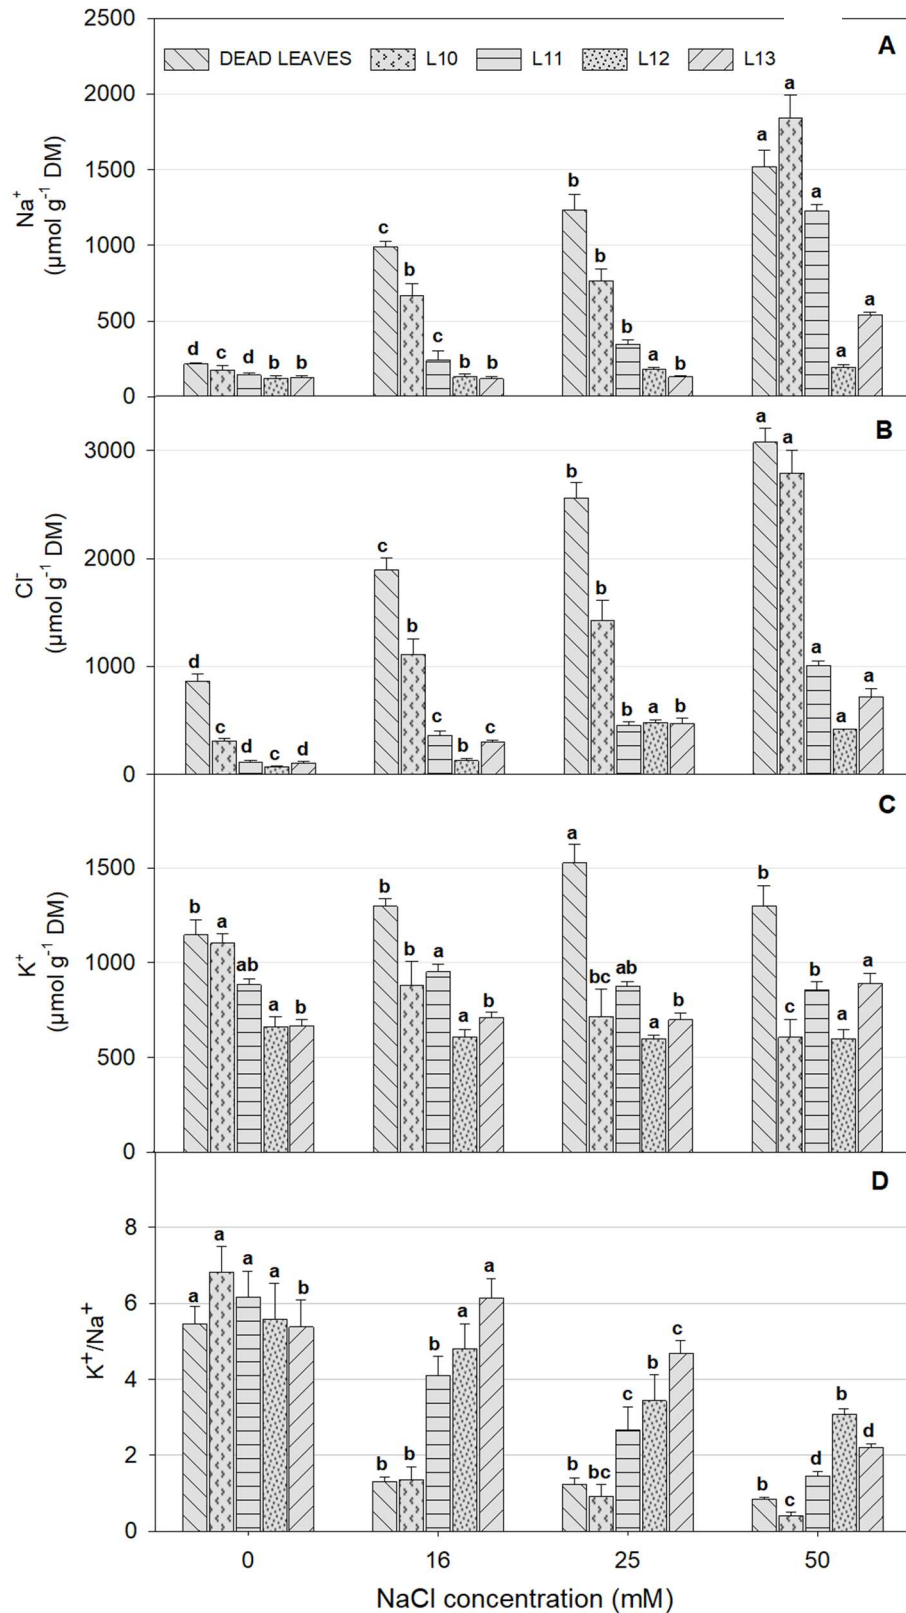 2500
A
DEAD LEAVES L10 L11 L12 L13
2000
1500
1000
500
0
Na⁺
(µmol g⁻¹ DM)
d c d b b
c b c b b
b b b a b
a a a a a
B
3000
2000
1000
0
Cl⁻
(µmol g⁻¹ DM)
d c d c d
c b c b c
b b b a b
a a a a a
C
1500
1000
500
0
K⁺
(µmol g⁻¹ DM)
b a ab a b
b b a a b
a bc ab a b
b c b a a
D
8
6
4
2
0
K⁺/Na⁺
a a a a b
b b b a a
b bc c b c
b c d b d
0 16 25 50
NaCl concentration (mM)